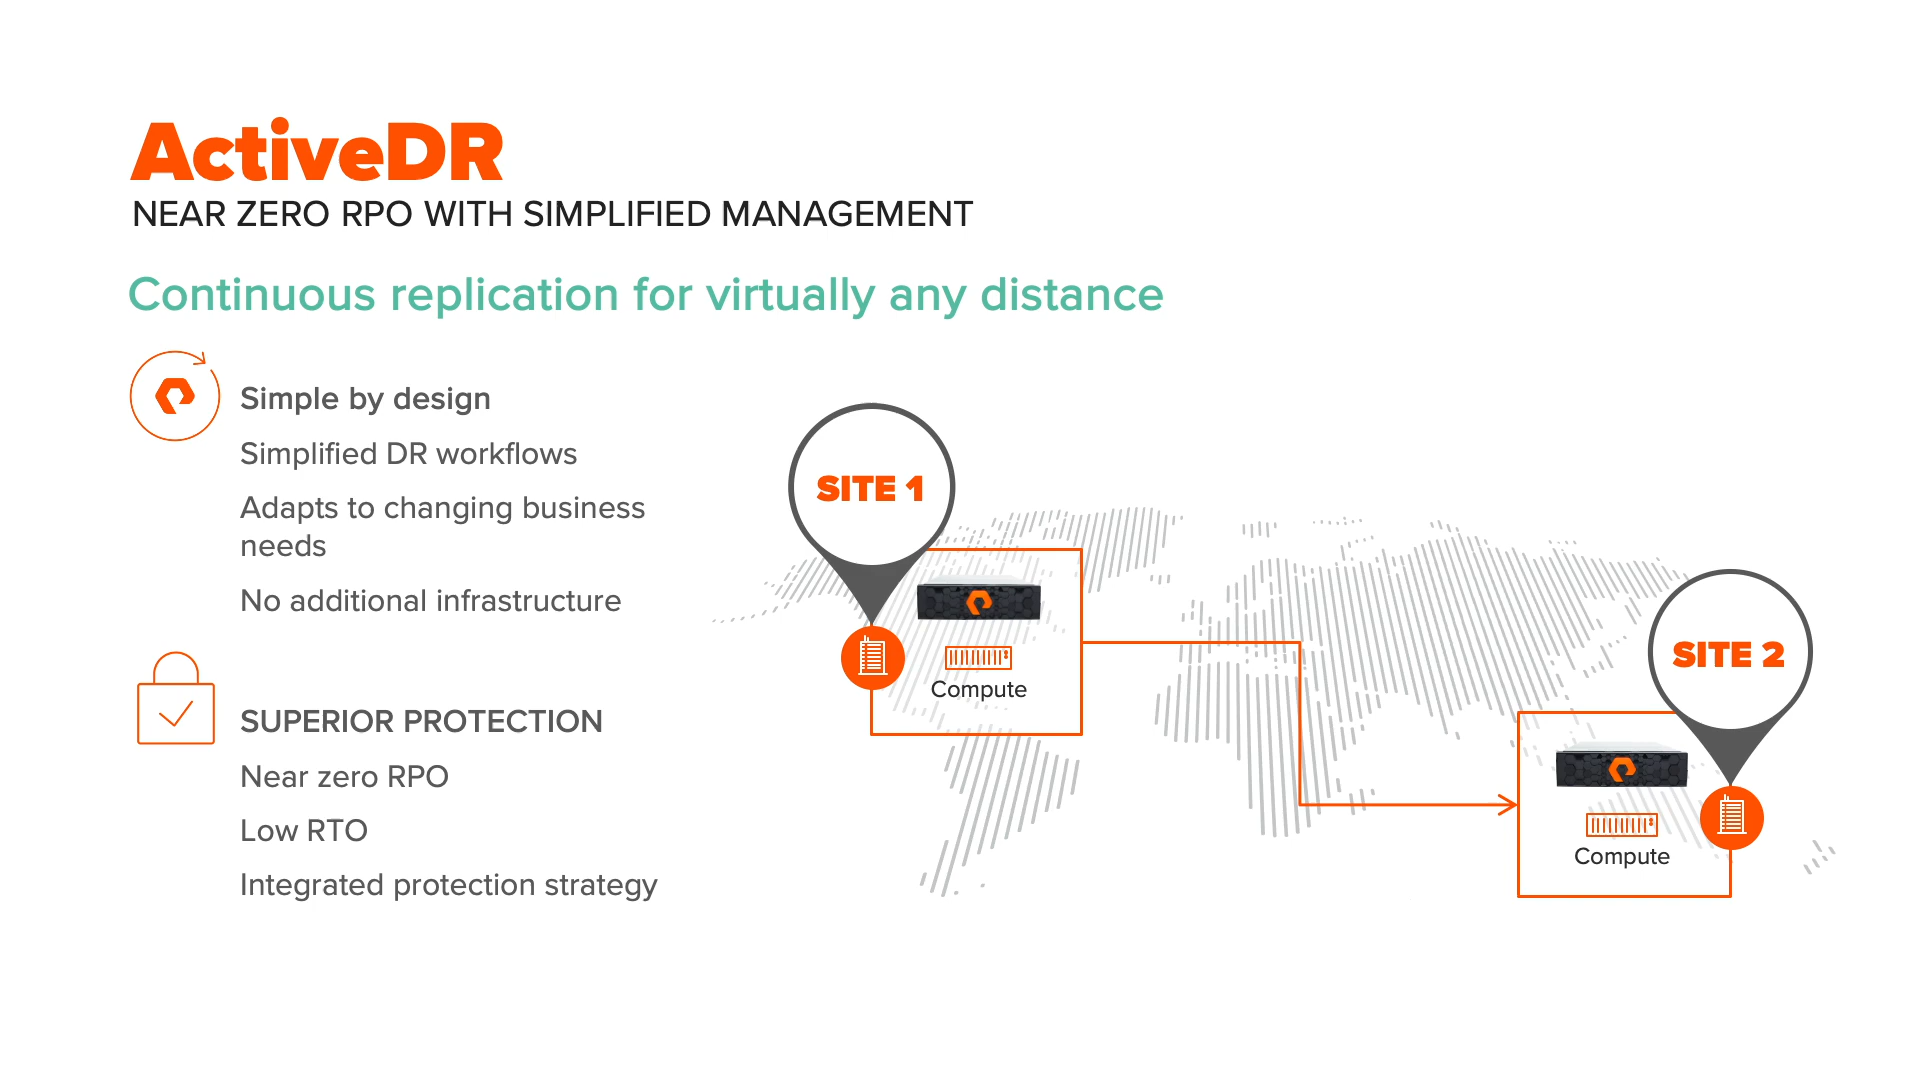 ActiveDR
NEAR ZERO RPO WITH SIMPLIFIED MANAGEMENT
Continuous replication for virtually any distance
Simple by design
Simplified DR workflows
Adapts to changing business
needs
No additional infrastructure
SUPERIOR PROTECTION
Near zero RPO
Low RTO
Integrated protection strategy
SITE 1
Compute
SITE 2
Compute